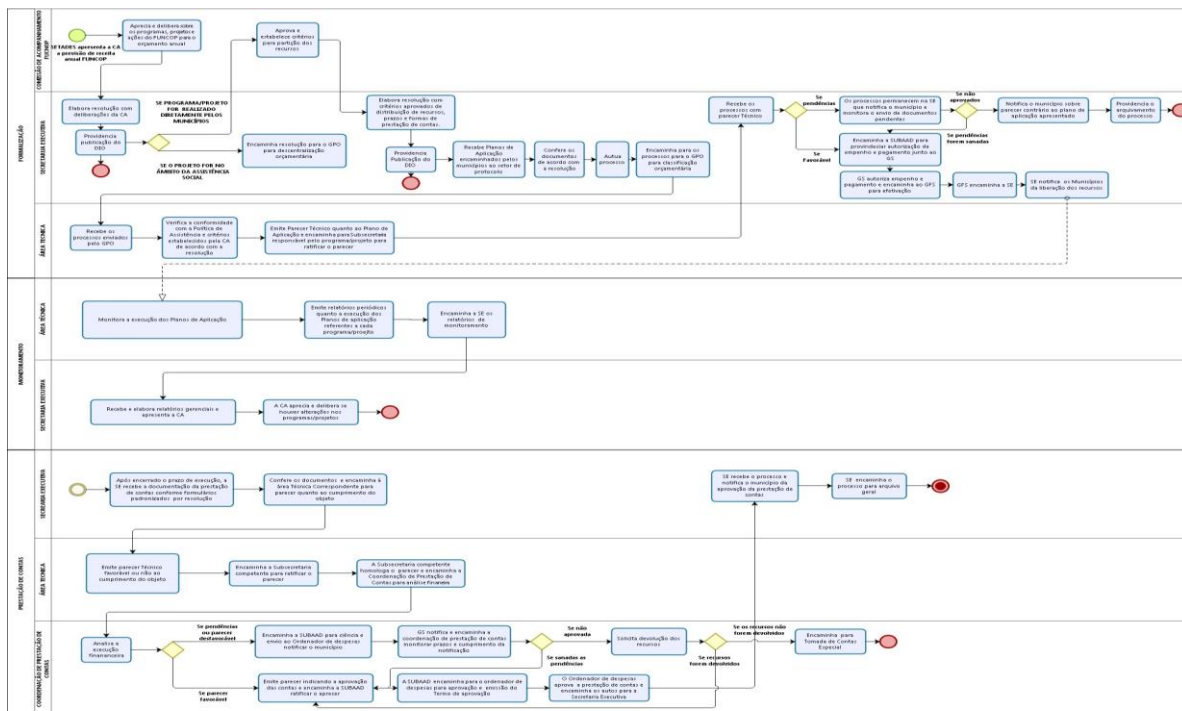 FORMALIZAÇÃO
COMISSÃO DE ACOMPANHAMENTO
SETADES apresenta a CA
a previsão de receita
anual FUNCOP
Aprecia e delibera sobre
os programas, projetos e
ações do FUNCOP para o
orçamento anual
Aprova e
estabelece critérios
para partição dos
recursos
SECRETARIA EXECUTIVA
Elabora resolução com
deliberações da CA
Providencia
publicação do
DIO
SE PROGRAMA/PROJETO
FOR REALIZADO
DIRETAMENTE PELOS
MUNICÍPIOS
SE O PROJETO FOR NO
ÂMBITO DA ASSISTÊNCIA
SOCIAL
Encaminha resolução para o GPO
para descentralização
orçamentária
Elabora resolução com
critérios aprovados de
distribuição de recursos,
prazos e formas de
prestação de contas.
Providencia
Publicação do
DIO
Recebe Planos de
Aplicação
encaminhados pelos
municípios ao setor de
protocolo
Confere os
documentos
de acordo com
a resolução
Autua
processo
Encaminha para os
processos para o GPO
para classificação
orçamentária
Recebe os
processos com
parecer Técnico
Se
pendências
Se
Favorável
Os processos permanecem na SE
que notifica o município e
monitora o envio de documentos
pendentes
Se não
aprovados
Se pendências
forem sanadas
Notifica o município sobre
parecer contrário ao plano de
aplicação apresentado
Providencia o
arquivamento
do processo
Encaminha a SUBAAD para
providenciar autorização de
empenho e pagamento junto ao
GS
GS autoriza empenho e
pagamento e encaminha ao GPS
para efetivação
GPS encaminha a SE
SE notifica os Municípios
da liberação dos recursos
ÁREA TÉCNICA
Recebe os
processos enviados
pelo GPO
Verifica a conformidade
com a Política de
Assistência e critérios
estabelecidos pela CA
de acordo com a
resolução
Emite Parecer Técnico quanto ao Plano de
Aplicação e encaminha para Subsecretaria
responsável pelo programa/projeto para
ratificar o parecer
MONITORAMENTO
ÁREA TÉCNICA
Monitora a execução dos Planos de Aplicação
Emite relatórios periódicos
quanto a execução dos
Planos de aplicação
referentes a cada
programa/projeto
Encaminha a SE os
relatórios de
monitoramento
SECRETARIA EXECUTIVA
Recebe e elabora relatórios gerenciais e
apresenta a CA
A CA aprecia e delibera se
houver alterações nos
programas/projetos
PRESTAÇÃO DE CONTAS
SECRETARIA EXECUTIVA
Após encerrado o prazo de execução, a
SE recebe a documentação da prestação
de contas conforme formulários
padronizados por resolução
Confere os documentos e encaminha à
área Técnica Correspondente para
parecer quanto ao cumprimento do
objeto
SE recebe o processo e
notifica o município da
aprovação da prestação de
contas
SE encaminha o
processo para arquivo
geral
ÁREA TECNICA
Emite parecer Técnico
favorável ou não ao
cumprimento do objeto
Encaminha a Subsecretaria
competente para ratificar o
parecer
A Subsecretaria competente
homologa o parecer e encaminha a
Coordenação de Prestação de
Contas para análise
COORDENAÇÃO DE PRESTAÇÃO DE
CONTAS
Analisa a
execução
financeira
Se pendências
ou parecer
desfavorável
Se parecer
favorável
Encaminha a SUBAAD para ciência e
envio ao Ordenador de despesas
notificar o município
GS notifica e encaminha a
coordenação de prestação de contas
monitorar prazos e cumprimento da
notificação
Se não
aprovada
Se sanadas as
pendências
Solicita devolução dos
recursos
Se os recursos não
forem devolvidos
Se recursos
forem devolvidos
Encaminha para
Tomada de Contas
Especial
Emite parecer indicando a aprovação
das contas e encaminha a SUBAAD
ratificar o
A SUBAAD encaminha para o ordenador de
despesas para aprovação e emissão do
Termo de aprovação
O Ordenador de despesas
aprova a prestação de contas e
encaminha os autos para a
Secretaria Executiva